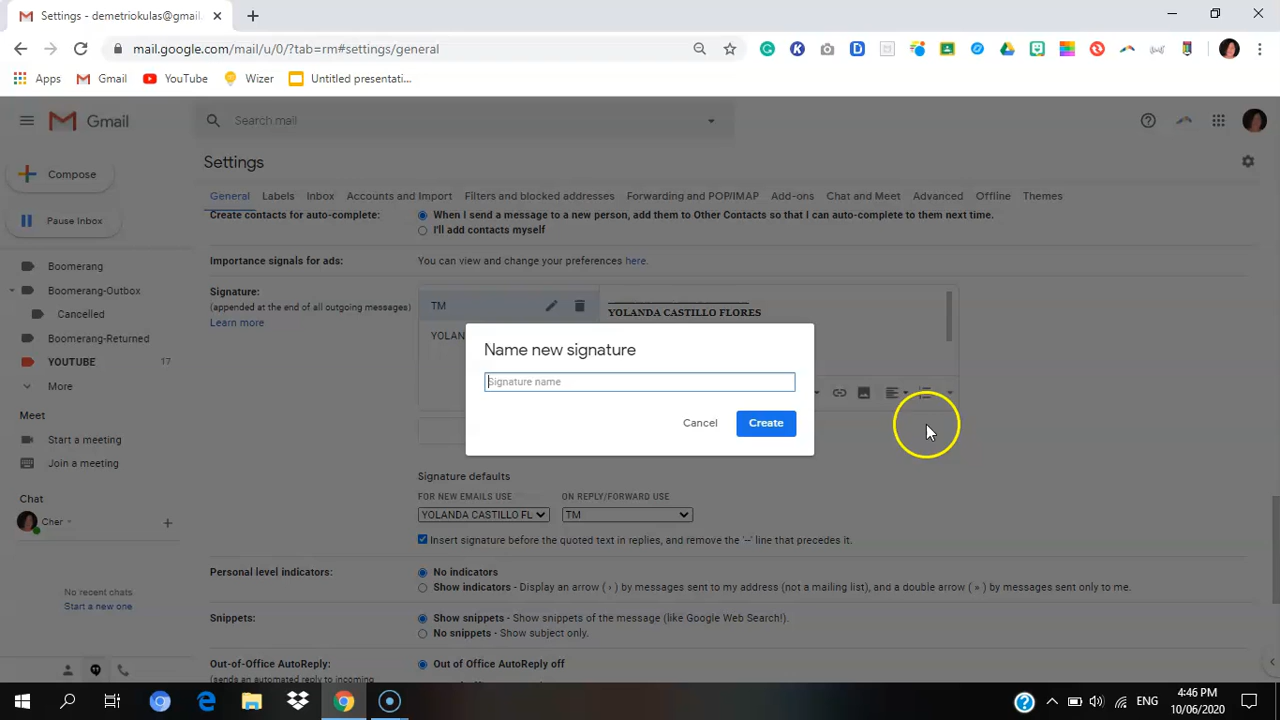 Settings - demetriokulas@gmail.
mail.google.com/mail/u/0/?tab=rm#settings/general
Apps
Gmail
YouTube
Wizer
Untitled presentati...
Gmail
Search mail
Settings
Compose
General
Labels
Inbox
Accounts and Import
Filters and blocked addresses
Forwarding and POP/IMAP
Add-ons
Chat and Meet
Advanced
Offline
Themes
Pause Inbox
Create contacts for auto-complete:
When I send a message to a new person, add them to Other Contacts so that I can auto-complete to them next time.
I'll add contacts myself
Importance signals for ads:
You can view and change your preferences here.
Boomerang
Boomerang-Outbox
Cancelled
Boomerang-Returned
YOUTUBE 17
More
Signature:
(appended at the end of all outgoing messages)
Learn more
TM
YOLAN
YOLANDA CASTILLO FLORES
Name new signature
Signature name
Cancel
Create
Meet
Start a meeting
Join a meeting
Chat
Cher
No recent chats
Start a new one
Signature defaults
FOR NEW EMAILS USE
ON REPLY/FORWARD USE
YOLANDA CASTILLO FL
TM
Insert signature before the quoted text in replies, and remove the '--' line that precedes it.
Personal level indicators:
No indicators
Show indicators - Display an arrow ( › ) by messages sent to my address (not a mailing list), and a double arrow ( » ) by messages sent only to me.
Snippets:
Show snippets - Show snippets of the message (like Google Web Search!).
No snippets - Show subject only.
Out-of-Office AutoReply:
(sends an automated reply to incoming
Out of Office AutoReply off
ENG
4:46 PM
10/06/2020